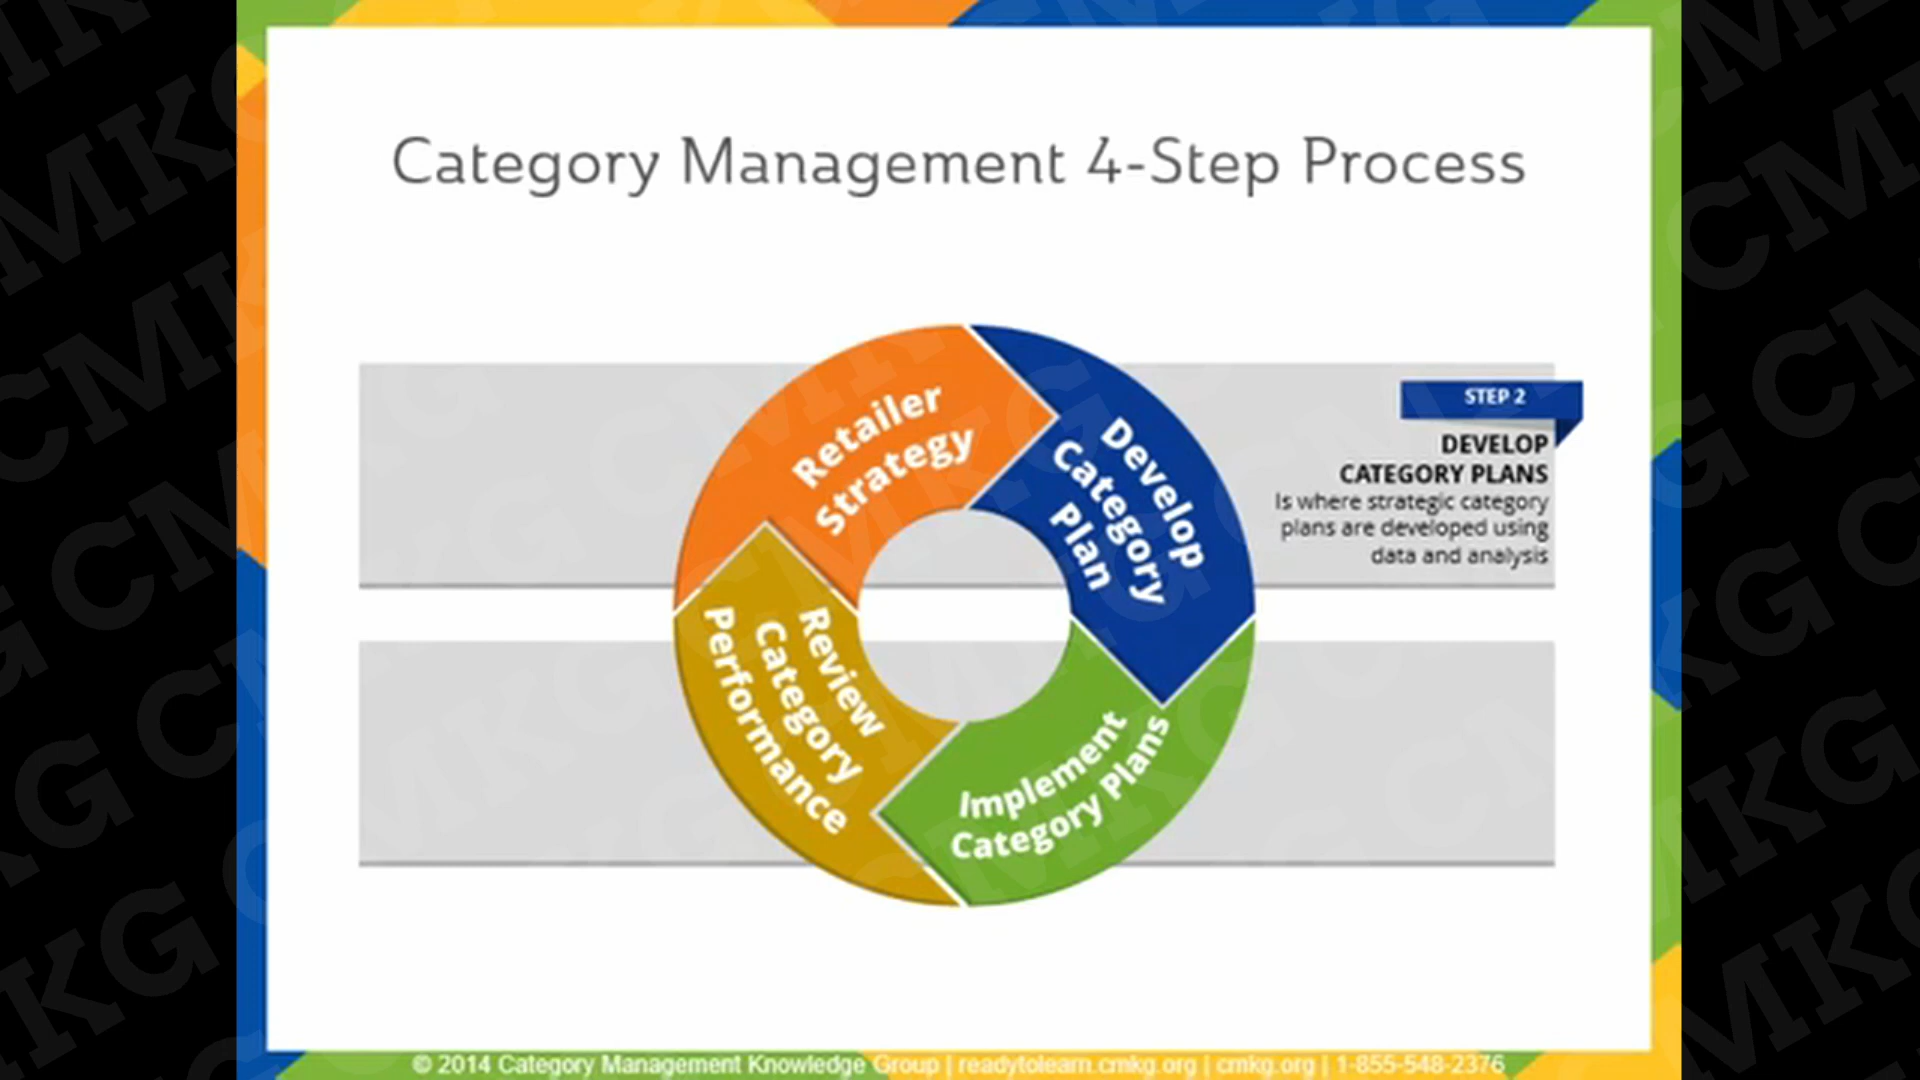 Category Management 4-Step Process
Retailer
Strategy
Develop
Category
Plan
STEP 2
DEVELOP
CATEGORY PLANS
Is where strategic category
plans are developed using
data and analysis
Review
Category
Performance
Implement
Category Plans
© 2014 Category Management Knowledge Group | readytolearn.cmkg.org | cmkg.org | 1-855-548-2376
CMKG